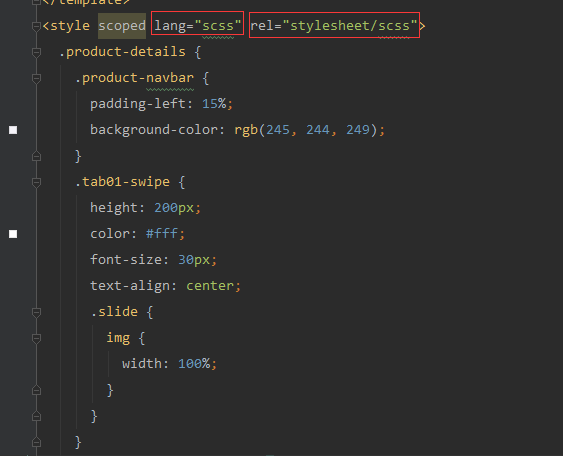 </template>
<style scoped lang="scss" rel="stylesheet/scss">
.product-details {
.product-navbar {
padding-left: 15%;
background-color: rgb(245, 244, 249);
}
.tab01-swipe {
height: 200px;
color: #fff;
font-size: 30px;
text-align: center;
.slide {
img {
width: 100%;
}
}
}